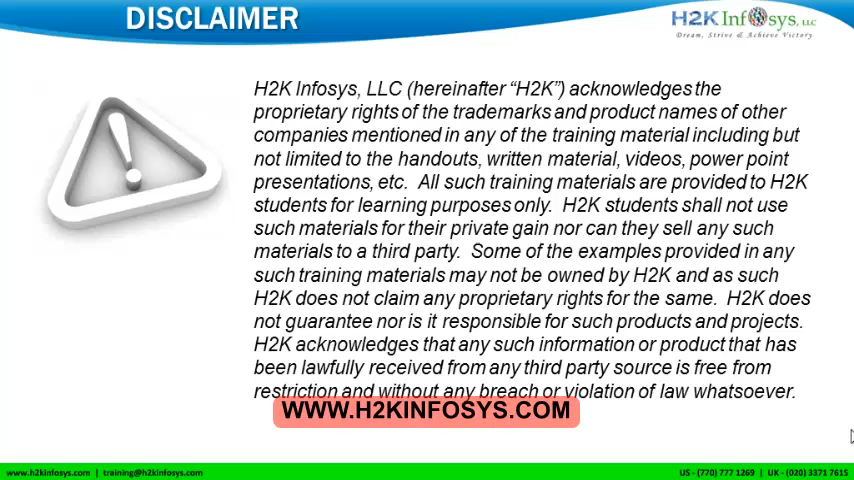 DISCLAIMER
H2K Infosys, LLC
Dream, Strive & Achieve Victory
H2K Infosys, LLC (hereinafter “H2K”) acknowledges the
proprietary rights of the trademarks and product names of other
companies mentioned in any of the training material including but
not limited to the handouts, written material, videos, power point
presentations, etc.  All such training materials are provided to H2K
students for learning purposes only.  H2K students shall not use
such materials for their private gain nor can they sell any such
materials to a third party.  Some of the examples provided in any
such training materials may not be owned by H2K and as such
H2K does not claim any proprietary rights for the same.  H2K does
not guarantee nor is it responsible for such products and projects.
H2K acknowledges that any such information or product that has
been lawfully received from any third party source is free from
restriction and without any breach or violation of law whatsoever.
WWW.H2KINFOSYS.COM
www.h2kinfosys.com | training@h2kinfosys.com
US - (770) 777 1269 | UK - (020) 3371 7615